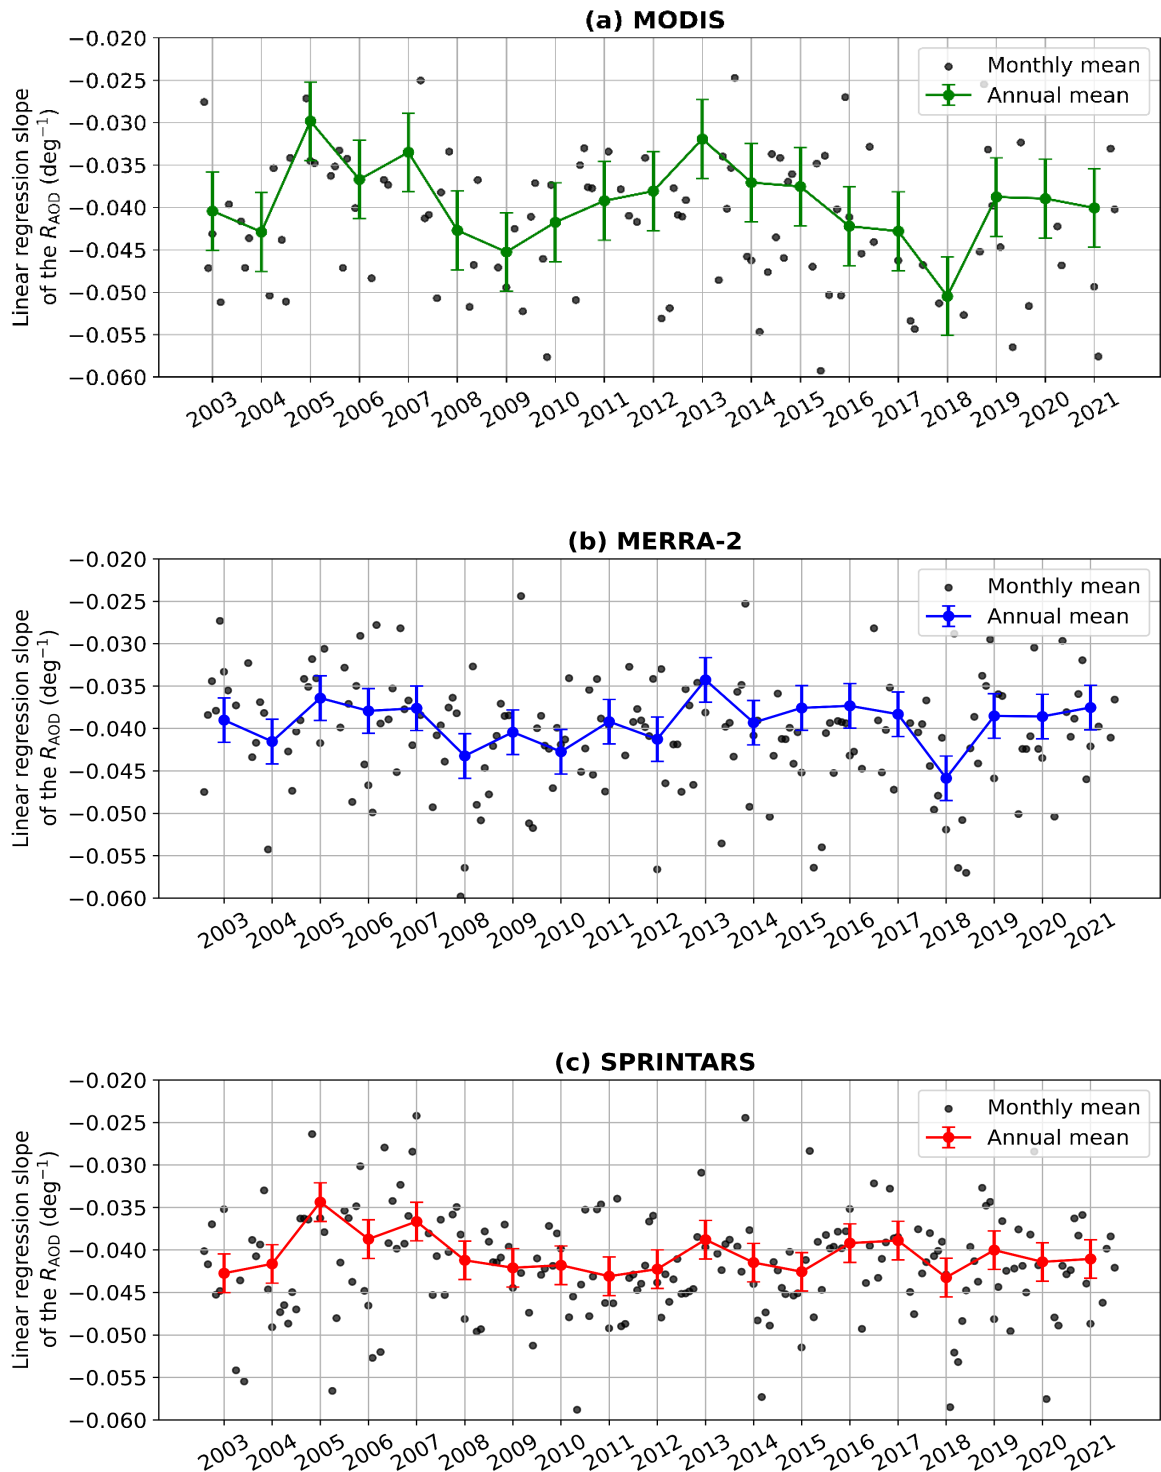 (a) MODIS
Linear regression slope
of the R_AOD (deg⁻¹)
−0.020
−0.025
−0.030
−0.035
−0.040
−0.045
−0.050
−0.055
−0.060
Monthly mean
Annual mean
2003 2004 2005 2006 2007 2008 2009 2010 2011 2012 2013 2014 2015 2016 2017 2018 2019 2020 2021
(b) MERRA-2
Linear regression slope
of the R_AOD (deg⁻¹)
−0.020
−0.025
−0.030
−0.035
−0.040
−0.045
−0.050
−0.055
−0.060
Monthly mean
Annual mean
2003 2004 2005 2006 2007 2008 2009 2010 2011 2012 2013 2014 2015 2016 2017 2018 2019 2020 2021
(c) SPRINTARS
Linear regression slope
of the R_AOD (deg⁻¹)
−0.020
−0.025
−0.030
−0.035
−0.040
−0.045
−0.050
−0.055
−0.060
Monthly mean
Annual mean
2003 2004 2005 2006 2007 2008 2009 2010 2011 2012 2013 2014 2015 2016 2017 2018 2019 2020 2021